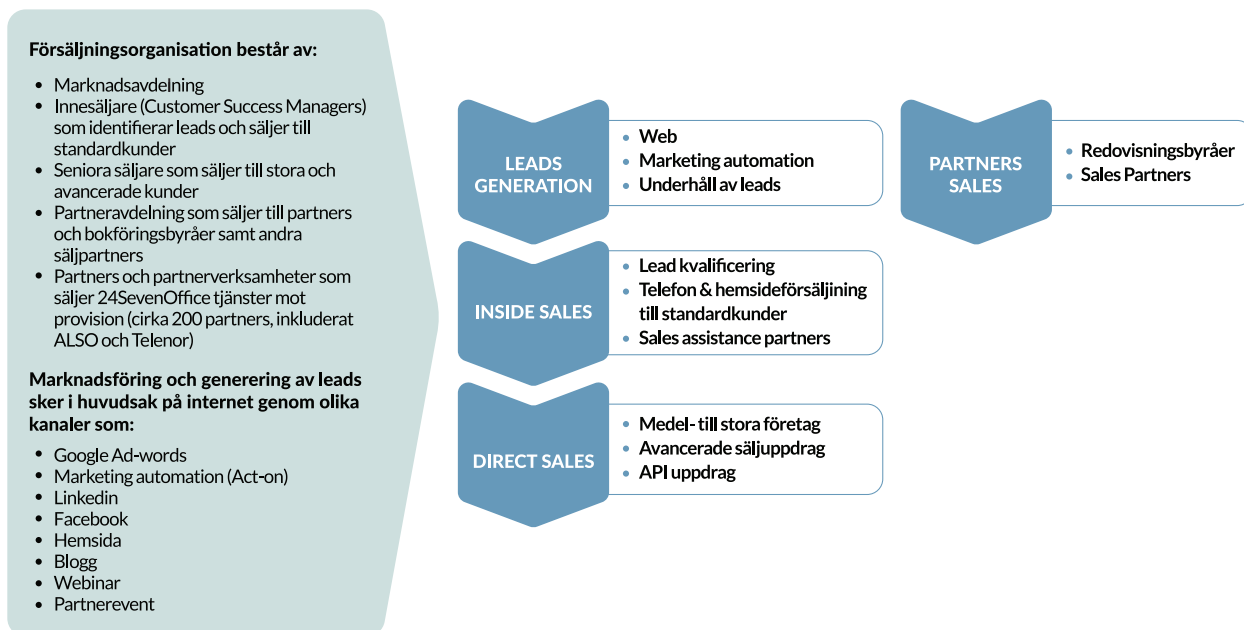 Försäljningsorganisation består av:
• Marknadsavdelning
• Innesäljare (Customer Success Managers)
som identifierar leads och säljer till
standardkunder
• Seniora säljare som säljer till stora och
avancerade kunder
• Partneravdelning som säljer till partners
och bokföringsbyråer samt andra
säljpartners
• Partners och partnerverksamheter som
säljer 24SevenOffice tjänster mot
provision (cirka 200 partners, inkluderat
ALSO och Telenor)
Marknadsföring och generering av leads
sker i huvudsak på internet genom olika
kanaler som:
• Google Ad-words
• Marketing automation (Act-on)
• Linkedin
• Facebook
• Hemsida
• Blogg
• Webinar
• Partnerevent
LEADS
GENERATION
• Web
• Marketing automation
• Underhåll av leads
INSIDE SALES
• Lead kvalificering
• Telefon & hemsideförsäljining
till standardkunder
• Sales assistance partners
DIRECT SALES
• Medel- till stora företag
• Avancerade säljuppdrag
• API uppdrag
PARTNERS
SALES
• Redovisningsbyråer
• Sales Partners